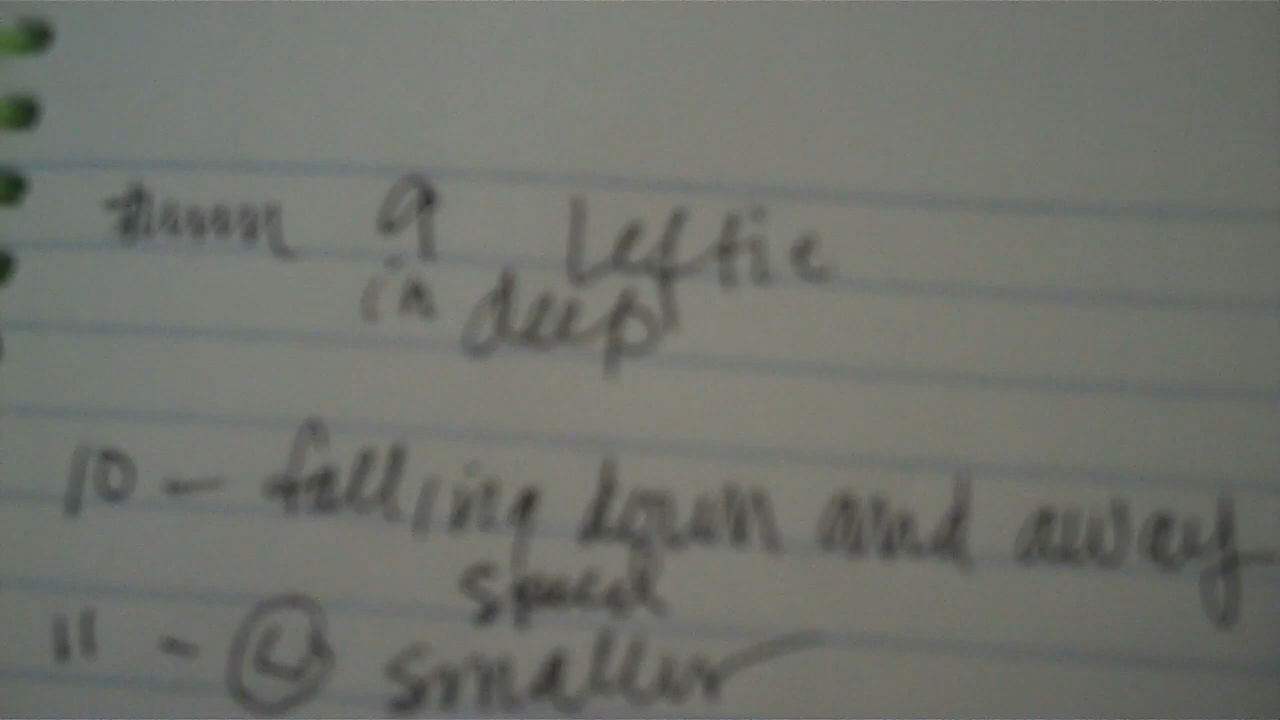 9 Leftie
in deep
10 - falling down and away
speed
11 - L smaller